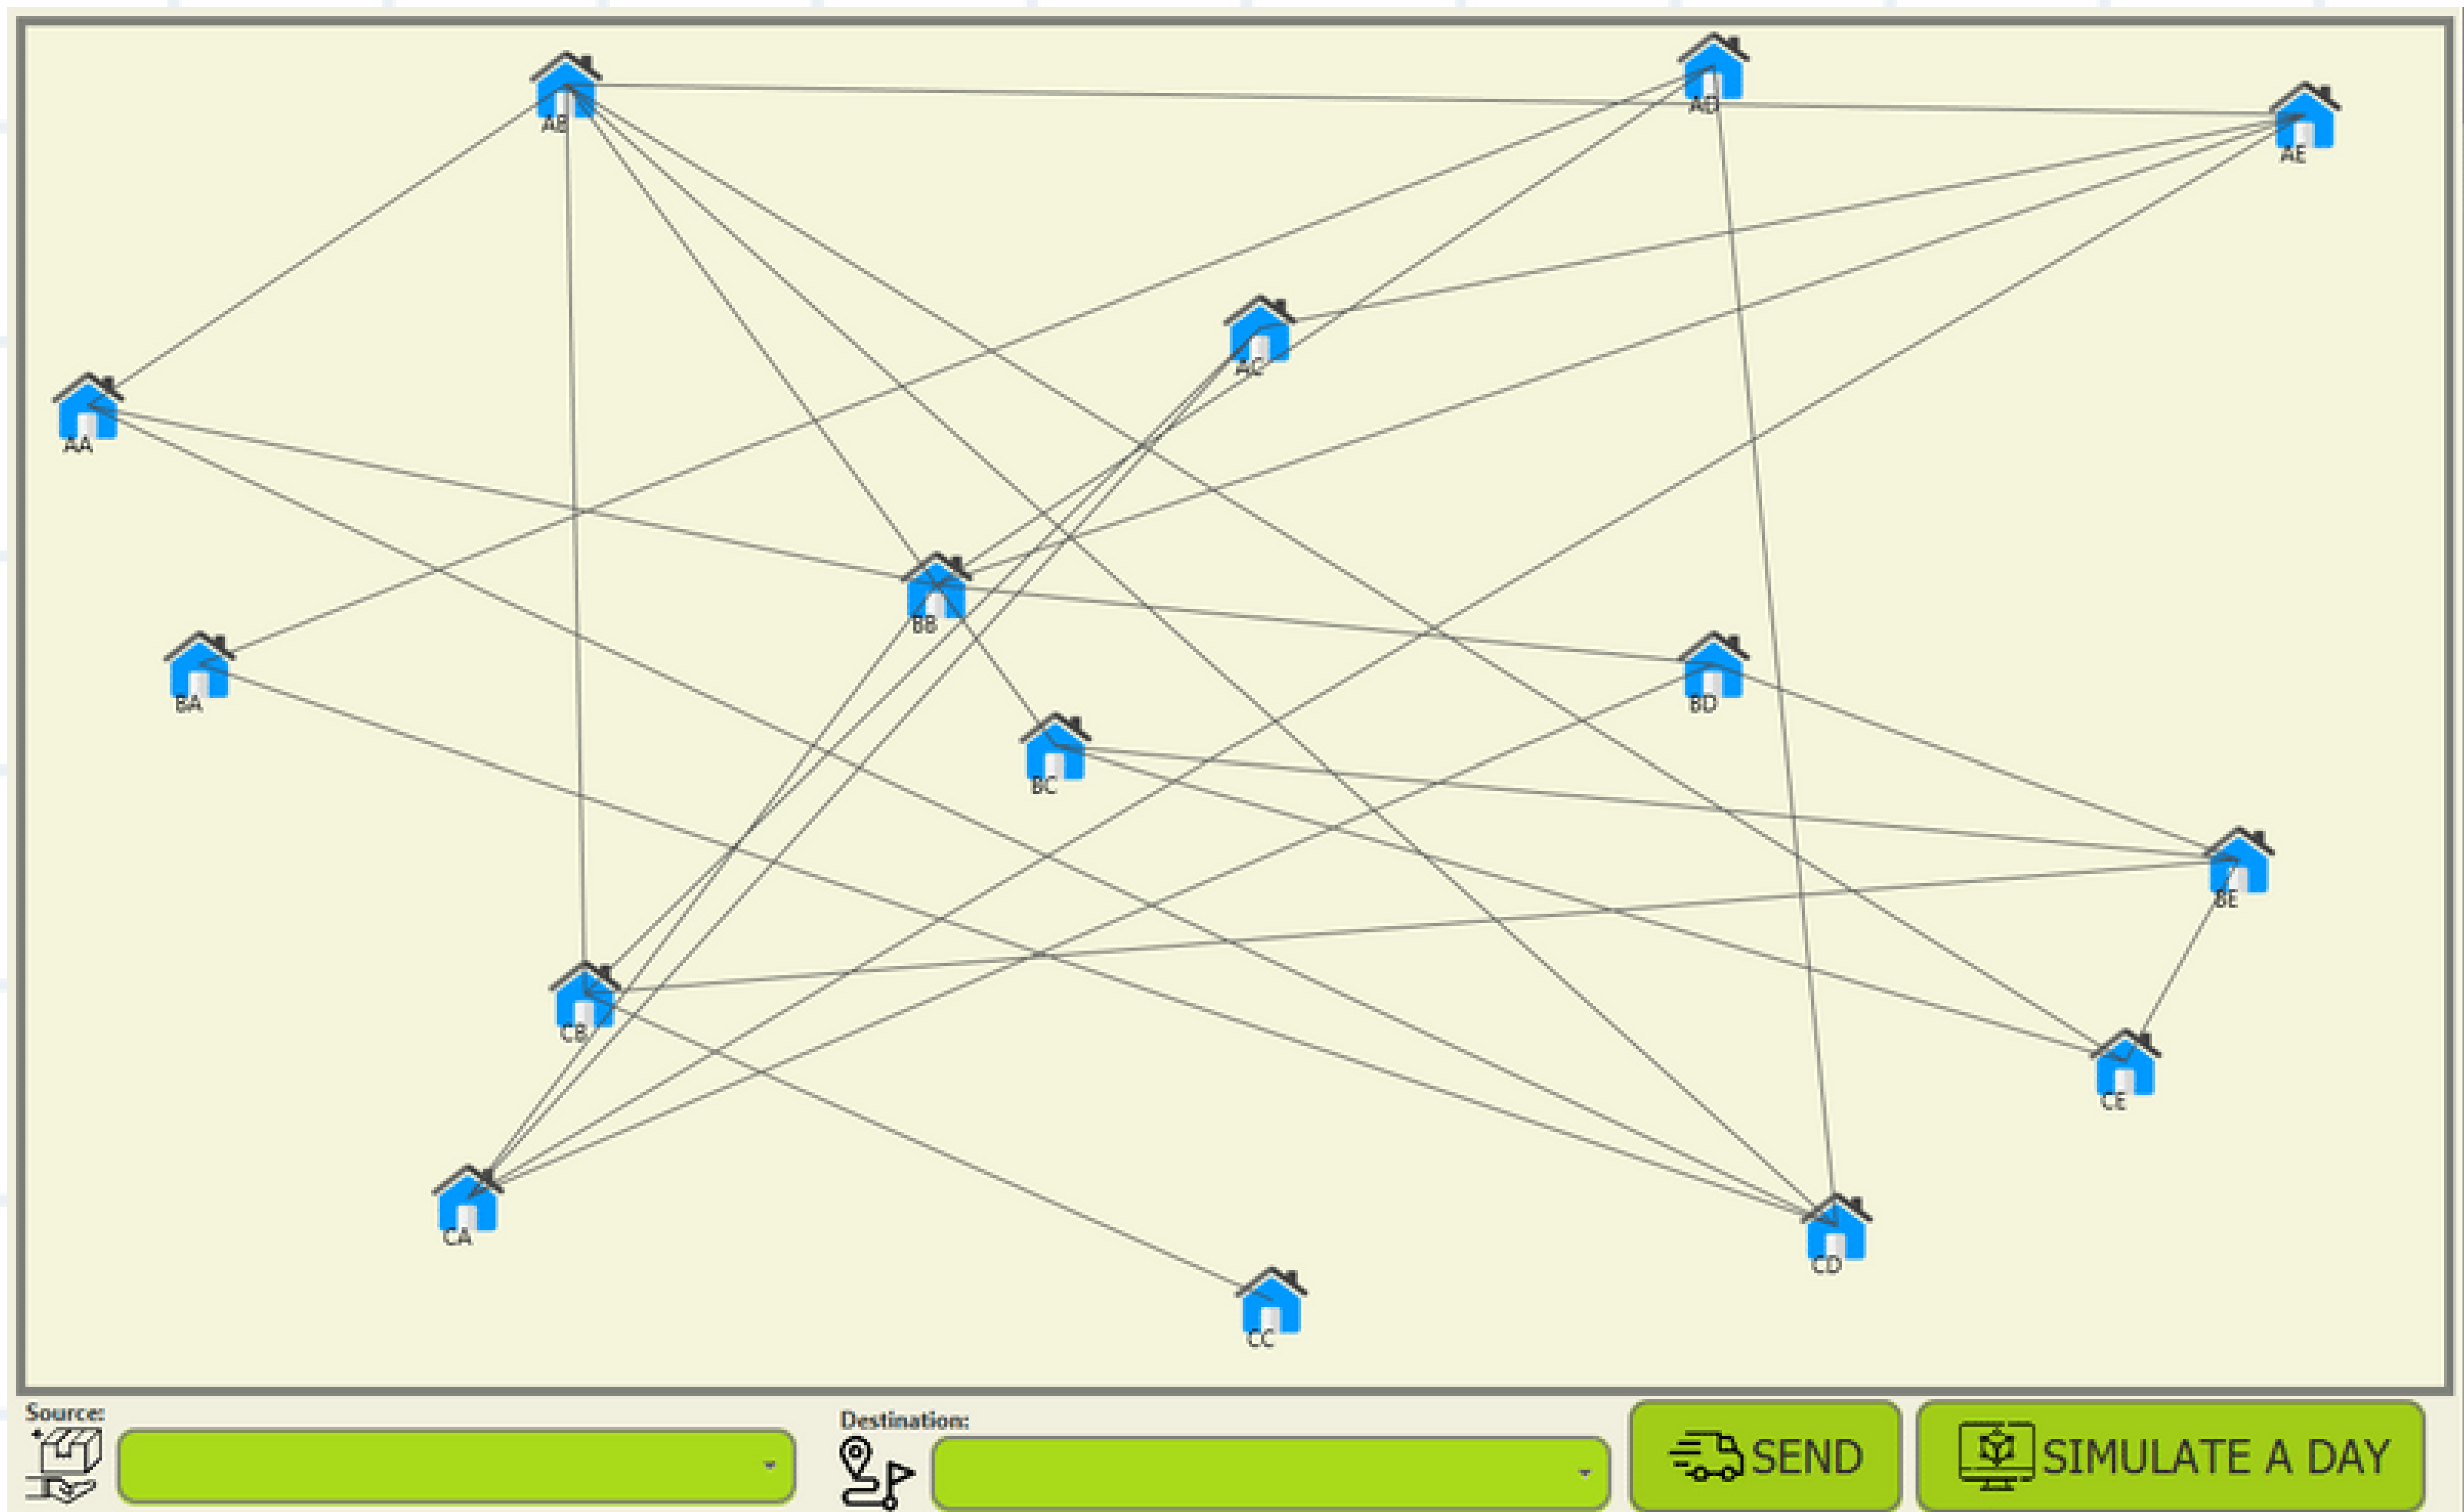 AB
AD
AE
AC
AA
BB
BA
BD
BC
BE
CB
CE
CA
CD
CC
Source:
Destination:
SEND
SIMULATE A DAY